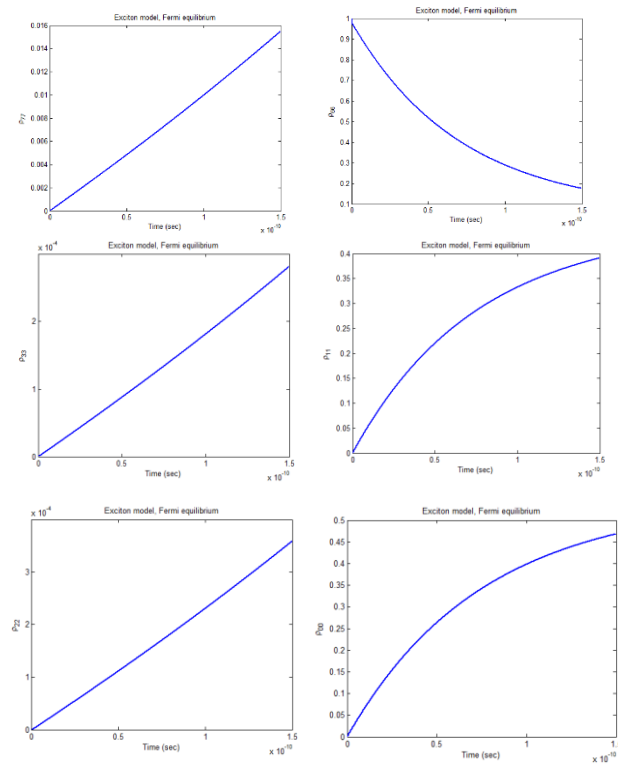 Exciton model, Fermi equilibrium
0.016
0.014
0.012
0.01
0.008
0.006
0.004
0.002
0
ρ77
0
0.5
1
1.5
Time (sec)
x 10^-10
Exciton model, Fermi equilibrium
1
0.9
0.8
0.7
0.6
0.5
0.4
0.3
0.2
0.1
ρ66
0
0.5
1
1.5
Time (sec)
x 10^-10
x 10^-4
Exciton model, Fermi equilibrium
2
1
0
ρ33
0
0.5
1
1.5
Time (sec)
x 10^-10
Exciton model, Fermi equilibrium
0.4
0.35
0.3
0.25
0.2
0.15
0.1
0.05
0
ρ11
0
0.5
1
1.5
Time (sec)
x 10^-10
x 10^-4
Exciton model, Fermi equilibrium
3
2
1
0
ρ22
0
0.5
1
1.5
Time (sec)
x 10^-10
Exciton model, Fermi equilibrium
0.5
0.45
0.4
0.35
0.3
0.25
0.2
0.15
0.1
0.05
0
ρ00
0
0.5
1
1.5
Time (sec)
x 10^-10